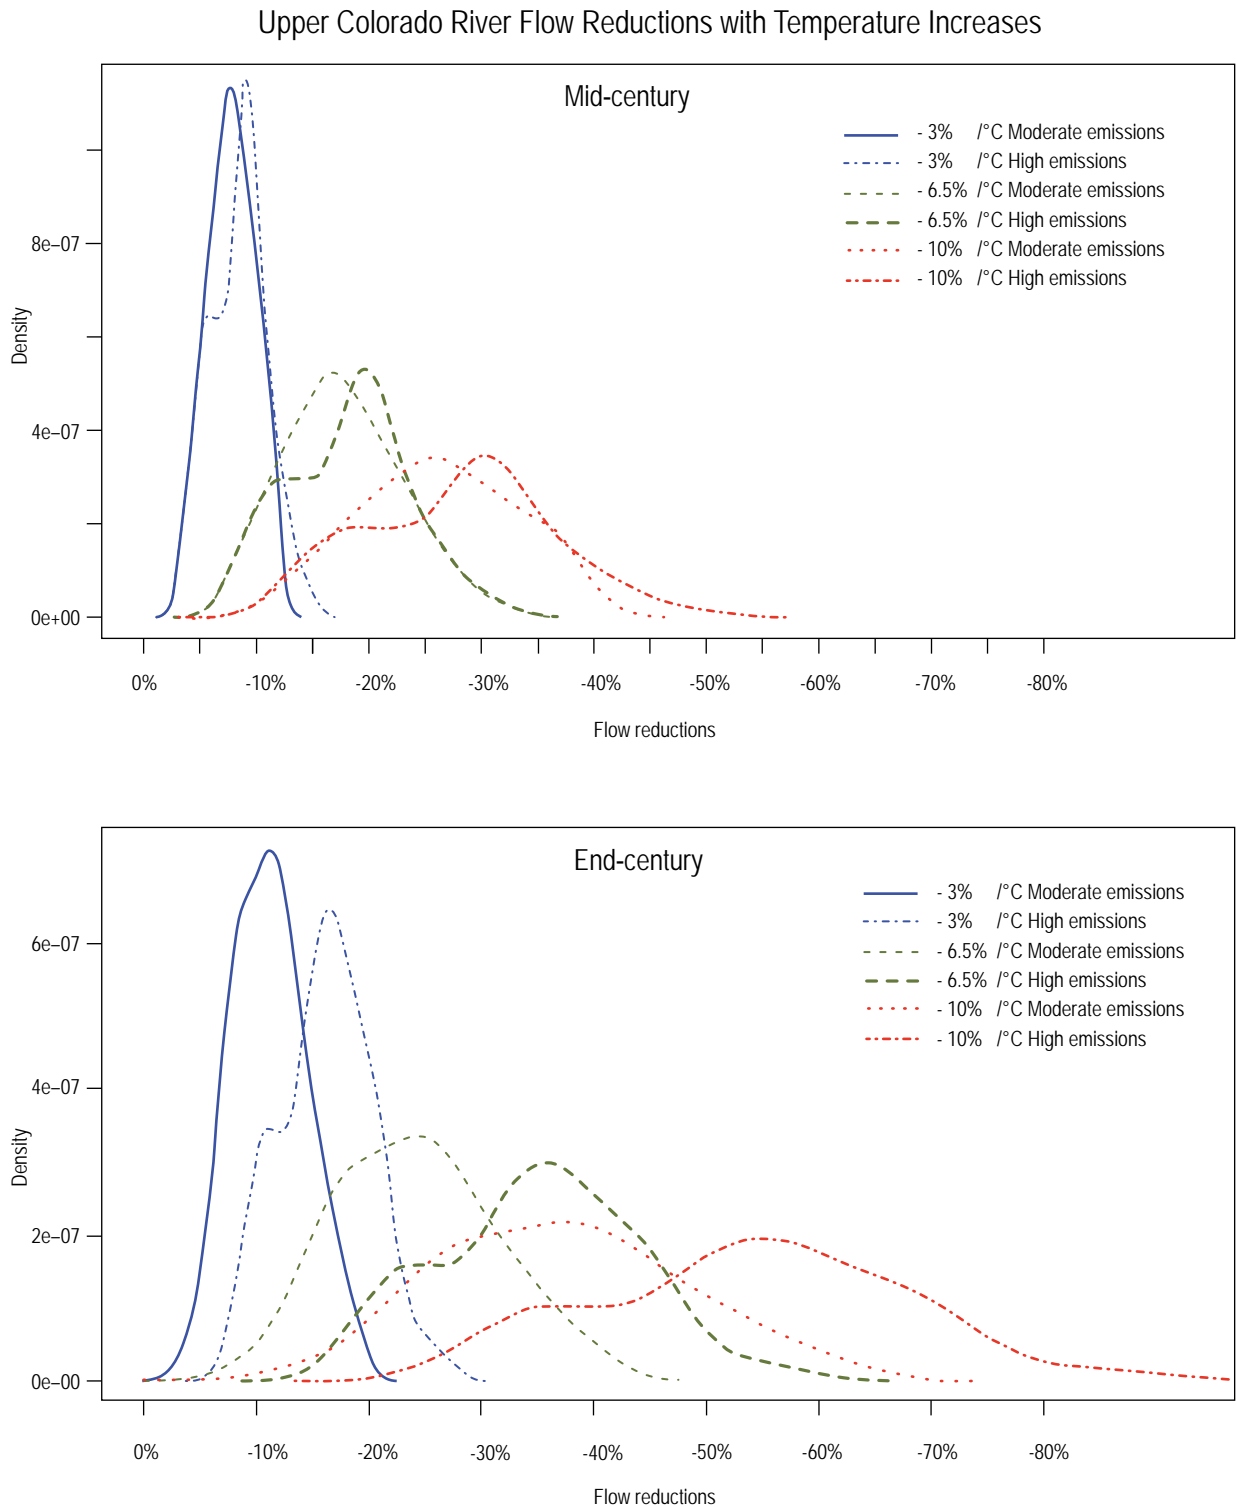 Upper Colorado River Flow Reductions with Temperature Increases
Mid-century
- 3% /°C Moderate emissions
- 3% /°C High emissions
- 6.5% /°C Moderate emissions
- 6.5% /°C High emissions
- 10% /°C Moderate emissions
- 10% /°C High emissions
8e–07
4e–07
0e+00
Density
0% -10% -20% -30% -40% -50% -60% -70% -80%
Flow reductions
End-century
- 3% /°C Moderate emissions
- 3% /°C High emissions
- 6.5% /°C Moderate emissions
- 6.5% /°C High emissions
- 10% /°C Moderate emissions
- 10% /°C High emissions
6e–07
4e–07
2e–07
0e–00
Density
0% -10% -20% -30% -40% -50% -60% -70% -80%
Flow reductions